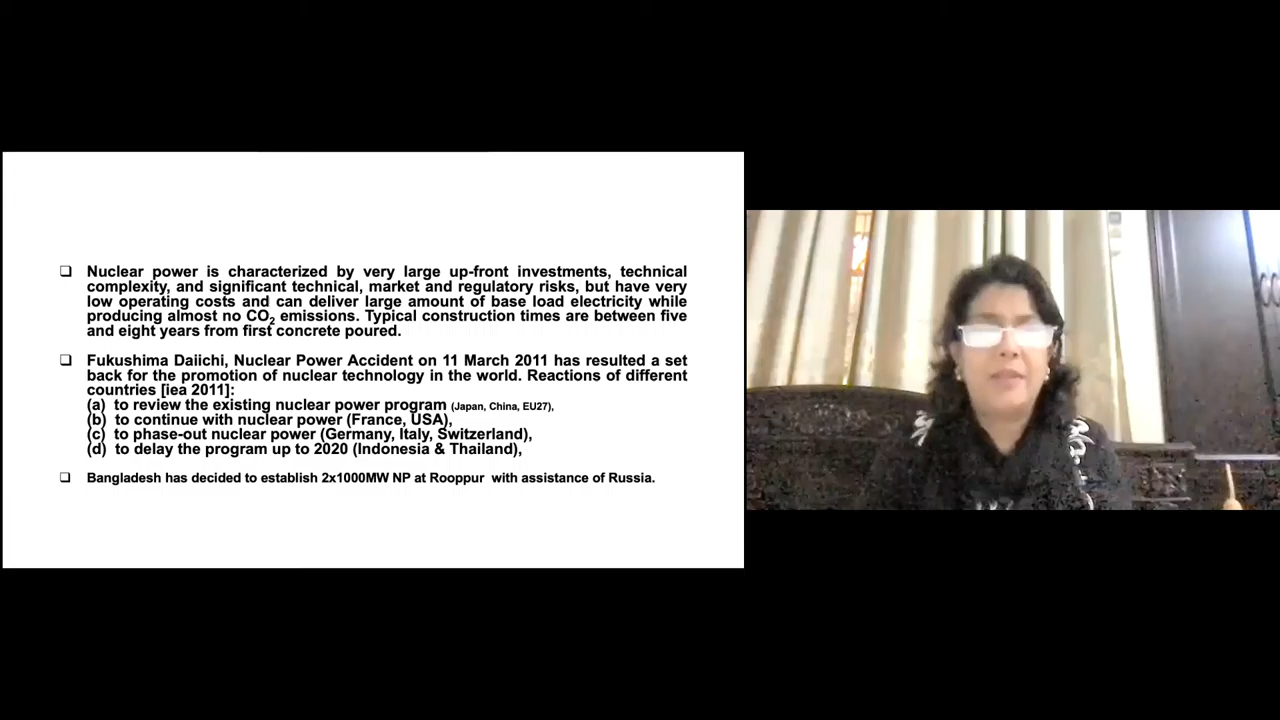 ❑ Nuclear power is characterized by very large up-front investments, technical
complexity, and significant technical, market and regulatory risks, but have very
low operating costs and can deliver large amount of base load electricity while
producing almost no CO₂ emissions. Typical construction times are between five
and eight years from first concrete poured.
❑ Fukushima Daiichi, Nuclear Power Accident on 11 March 2011 has resulted a set
back for the promotion of nuclear technology in the world. Reactions of different
countries [iea 2011]:
(a) to review the existing nuclear power program (Japan, China, EU27),
(b) to continue with nuclear power (France, USA),
(c) to phase-out nuclear power (Germany, Italy, Switzerland),
(d) to delay the program up to 2020 (Indonesia & Thailand),
❑ Bangladesh has decided to establish 2x1000MW NP at Rooppur with assistance of Russia.